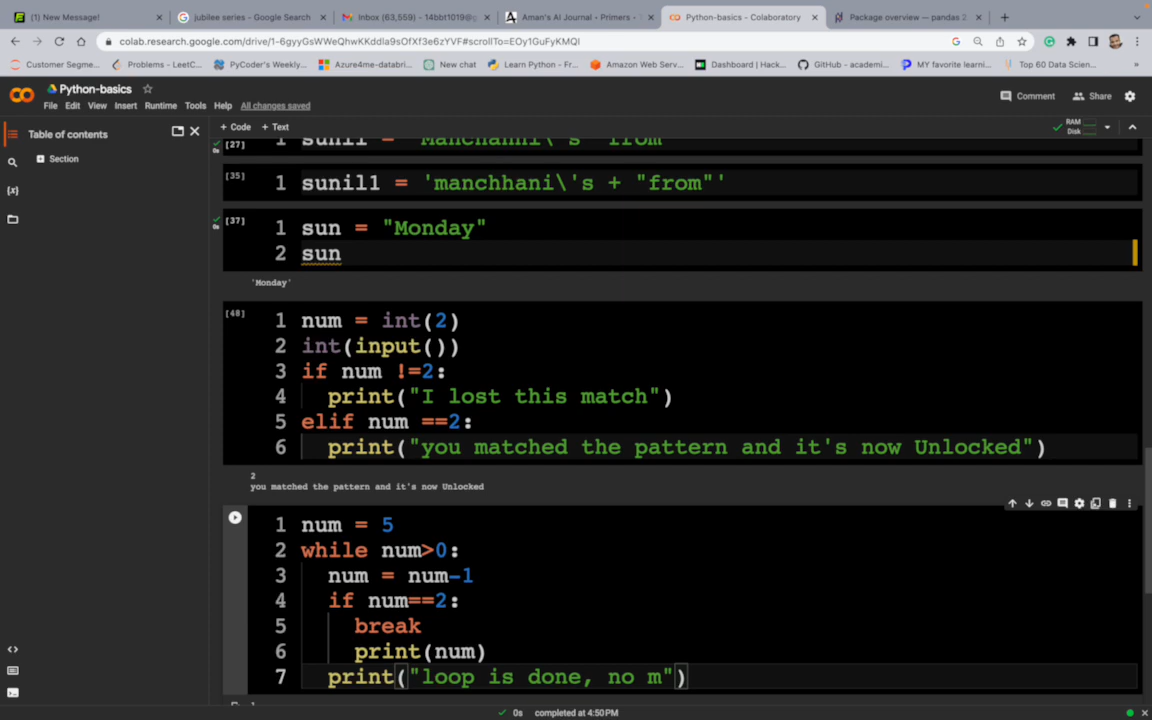 (1) New Message!
jubilee series - Google Search
Inbox (63,559) - 14bbt1019@g
Aman's AI Journal - Primers - T
Python-basics - Colaboratory
Package overview — pandas 2
colab.research.google.com/drive/1-6gyyGsWWeQhwKKddla9sOfXf3e6zYVF#scrollTo=EOy1GuFyKMQI
Customer Segme...
Problems - LeetC...
PyCoder's Weekly...
Azure4me-databri...
New chat
Learn Python - Fr...
Amazon Web Serv...
Dashboard | Hack...
GitHub - academi...
MY favorite learni...
Top 60 Data Scien...
»
Python-basics
File Edit View Insert Runtime Tools Help All changes saved
Comment
Share
Table of contents
Section
+ Code + Text
RAM
Disk
[27] 1 sunil = 'Manchanni\'s "from"'
[35] 1 sunil1 = 'manchhani\'s + "from"'
[37] 1 sun = "Monday"
2 sun
'Monday'
[48] 1 num = int(2)
2 int(input())
3 if num !=2:
4 print("I lost this match")
5 elif num ==2:
6 print("you matched the pattern and it's now Unlocked")
2
you matched the pattern and it's now Unlocked
1 num = 5
2 while num>0:
3 num = num-1
4 if num==2:
5 break
6 print(num)
7 print("loop is done, no m")
0s completed at 4:50 PM